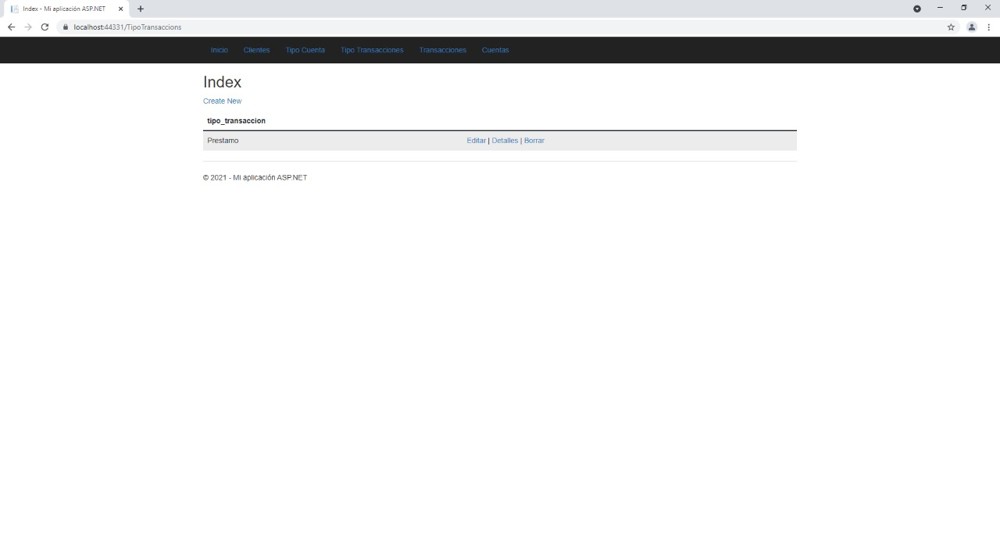 Index - Mi aplicación ASP.NET
localhost:44331/TipoTransaccions
Inicio Clientes Tipo Cuenta Tipo Transacciones Transacciones Cuentas
Index
Create New
tipo_transaccion
Prestamo Editar | Detalles | Borrar
© 2021 - Mi aplicación ASP.NET